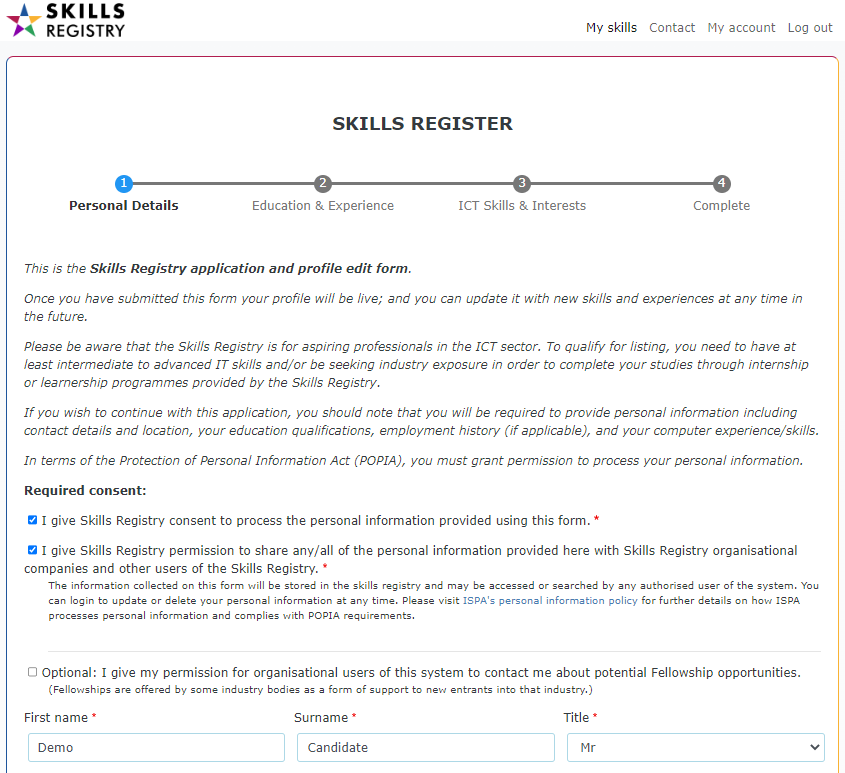 SKILLS
REGISTRY
My skills Contact My account Log out
SKILLS REGISTER
1 2 3 4
Personal Details Education & Experience ICT Skills & Interests Complete
This is the Skills Registry application and profile edit form.
Once you have submitted this form your profile will be live; and you can update it with new skills and experiences at any time in
the future.
Please be aware that the Skills Registry is for aspiring professionals in the ICT sector. To qualify for listing, you need to have at
least intermediate to advanced IT skills and/or be seeking industry exposure in order to complete your studies through internship
or learnership programmes provided by the Skills Registry.
If you wish to continue with this application, you should note that you will be required to provide personal information including
contact details and location, your education qualifications, employment history (if applicable), and your computer experience/skills.
In terms of the Protection of Personal Information Act (POPIA), you must grant permission to process your personal information.
Required consent:
I give Skills Registry consent to process the personal information provided using this form. *
I give Skills Registry permission to share any/all of the personal information provided here with Skills Registry organisational
companies and other users of the Skills Registry. *
The information collected on this form will be stored in the skills registry and may be accessed or searched by any authorised user of the system. You
can login to update or delete your personal information at any time. Please visit ISPA's personal information policy for further details on how ISPA
processes personal information and complies with POPIA requirements.
Optional: I give my permission for organisational users of this system to contact me about potential Fellowship opportunities.
(Fellowships are offered by some industry bodies as a form of support to new entrants into that industry.)
First name * Surname * Title *
Demo Candidate Mr